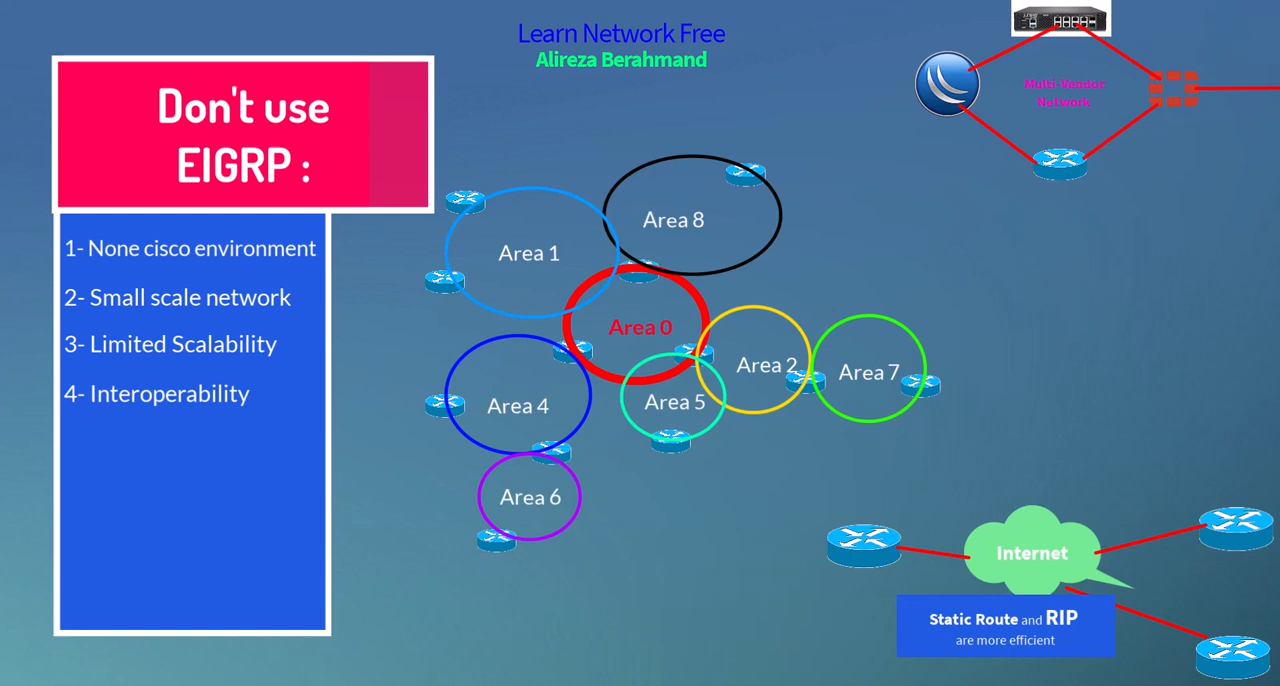 Learn Network Free
Alireza Berahmand
Don't use
EIGRP :
1- None cisco environment
2- Small scale network
3- Limited Scalability
4- Interoperability
Multi-Vendor
Network
Area 8
Area 1
Area 0
Area 2
Area 7
Area 4
Area 5
Area 6
Internet
Static Route and RIP
are more efficient